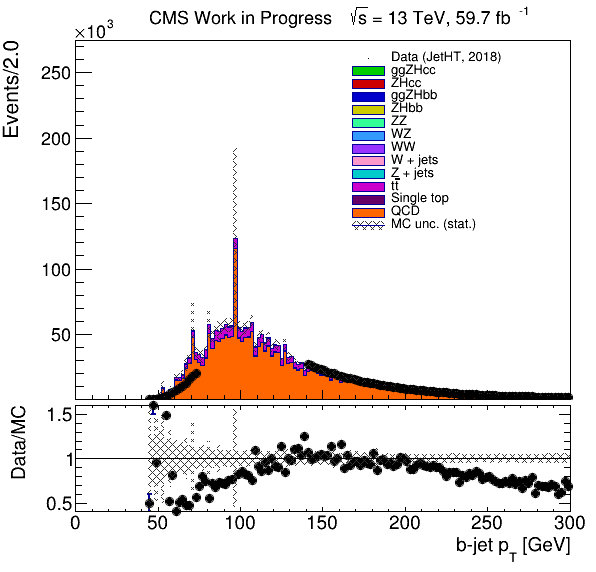 CMS Work in Progress √s = 13 TeV, 59.7 fb⁻¹
×10³
Events/2.0
250
200
150
100
50
Data (JetHT, 2018)
ggZHcc
ZHcc
ggZHbb
ZHbb
ZZ
WZ
WW
W + jets
Z + jets
tt̅
Single top
QCD
MC unc. (stat.)
Data/MC
1.5
1
0.5
0 50 100 150 200 250 300
b-jet p_T [GeV]